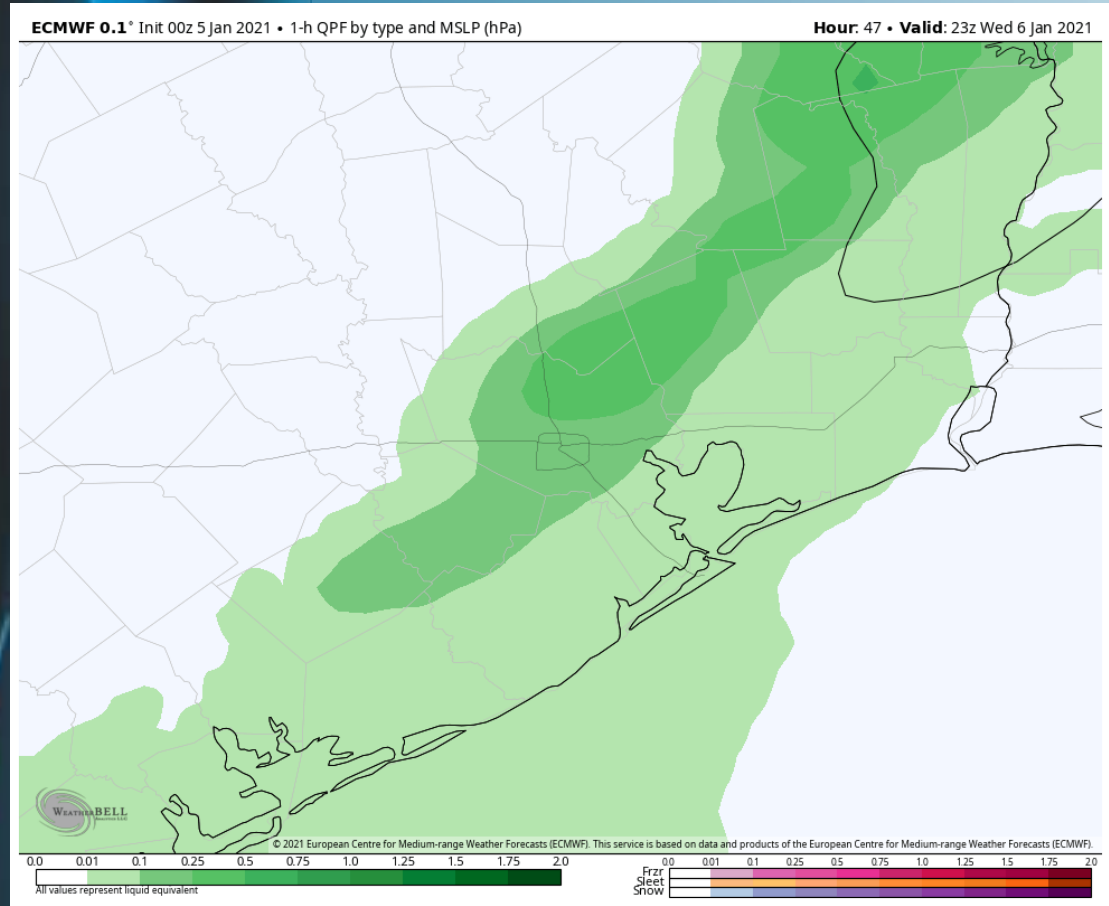 ECMWF 0.1° Init 00z 5 Jan 2021 • 1-h QPF by type and MSLP (hPa) Hour: 47 • Valid: 23z Wed 6 Jan 2021
WEATHERBELL
© 2021 European Centre for Medium-range Weather Forecasts (ECMWF). This service is based on data and products of the European Centre for Medium-range Weather Forecasts (ECMWF).
0.0 0.01 0.1 0.25 0.5 0.75 1.0 1.25 1.5 1.75 2.0
All values represent liquid equivalent
0.0 0.01 0.1 0.25 0.5 0.75 1.0 1.25 1.5 1.75 2.0
Frzr
Sleet
Snow